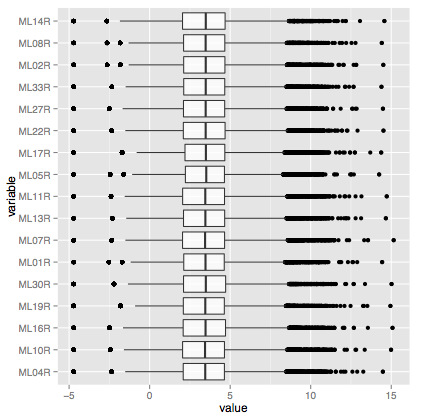 variable
ML14R
ML08R
ML02R
ML33R
ML27R
ML22R
ML17R
ML05R
ML11R
ML13R
ML07R
ML01R
ML30R
ML19R
ML16R
ML10R
ML04R
−5 0 5 10 15
value